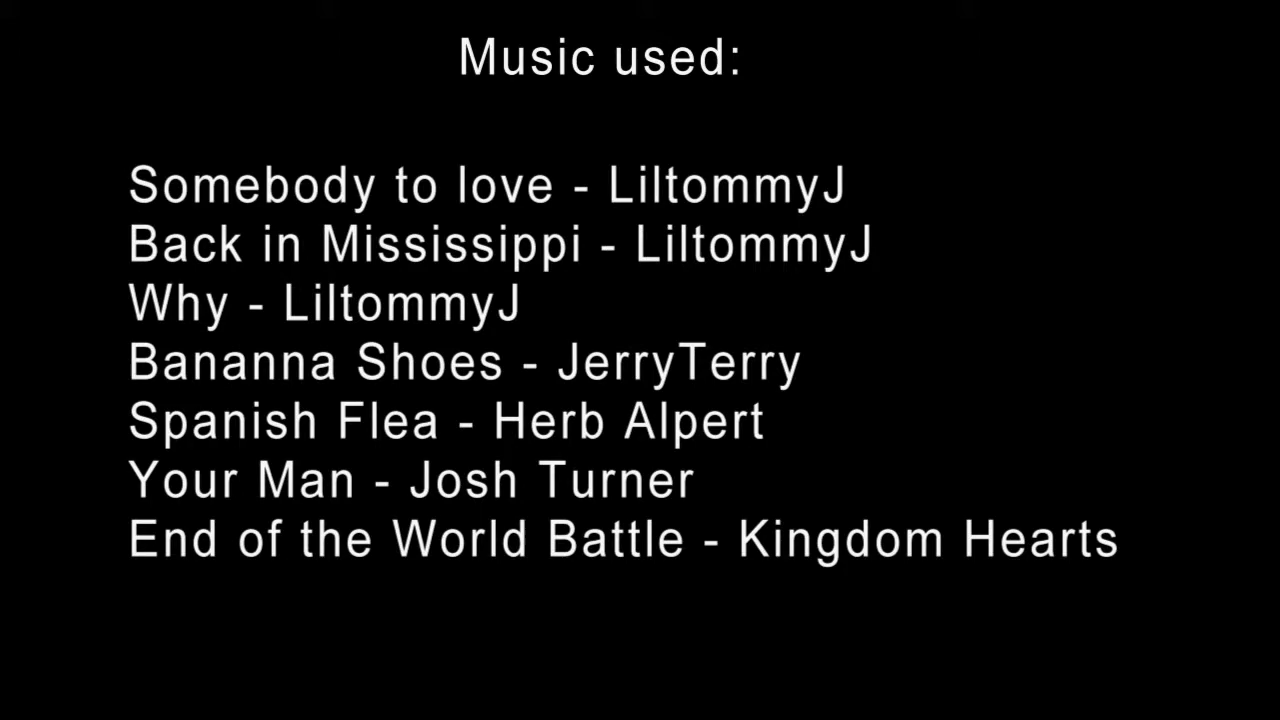 Music used:
Somebody to love - LiltommyJ
Back in Mississippi - LiltommyJ
Why - LiltommyJ
Bananna Shoes - JerryTerry
Spanish Flea - Herb Alpert
Your Man - Josh Turner
End of the World Battle - Kingdom Hearts